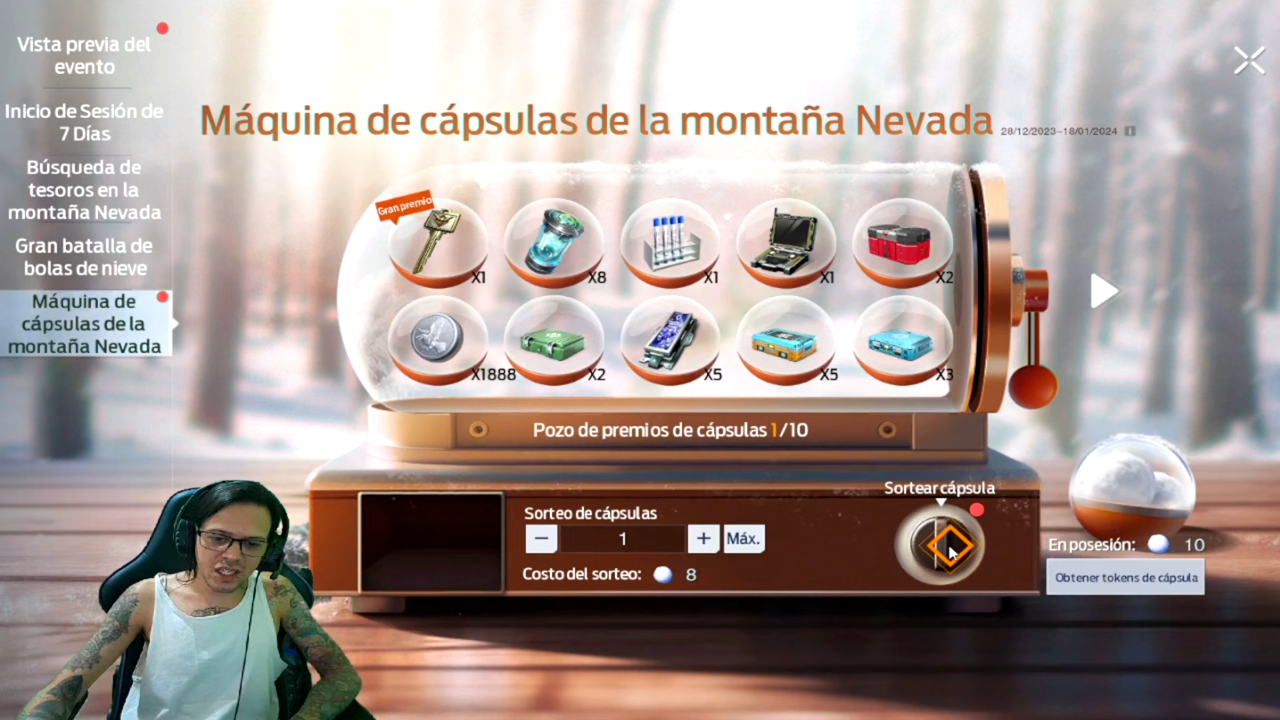 Vista previa del
evento
Inicio de Sesión de
7 Días
Búsqueda de
tesoros en la
montaña Nevada
Gran batalla de
bolas de nieve
Máquina de
cápsulas de la
montaña Nevada
Máquina de cápsulas de la montaña Nevada 28/12/2023-18/01/2024
Gran premio
X1 X8 X1 X1 X2
X1888 X2 X5 X5 X3
Pozo de premios de cápsulas 1/10
Sortear cápsula
Sorteo de cápsulas
− 1 + Máx.
Costo del sorteo: 8
En posesión: 10
Obtener tokens de cápsula